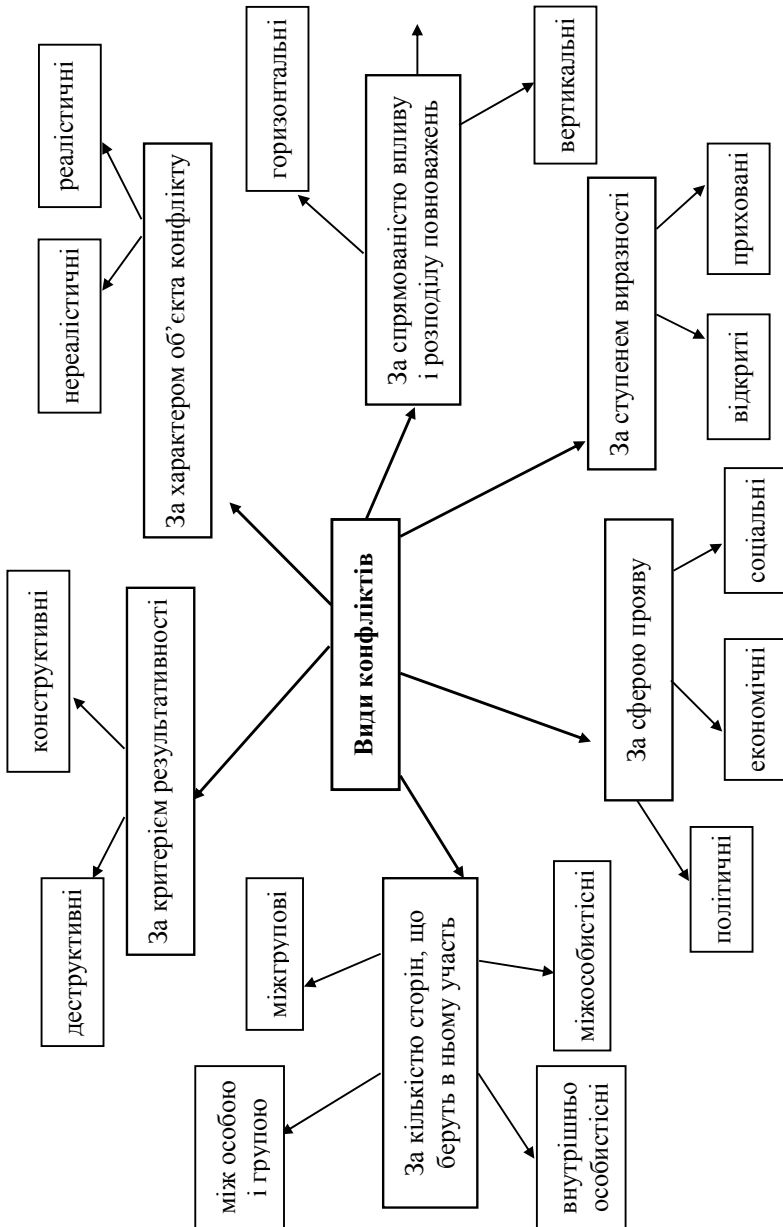 деструктивні
конструктивні
нереалістичні
реалістичні
За критерієм результативності
За характером об’єкта конфлікту
між особою
і групою
міжгрупові
горизонтальні
За кількістю сторін, що
беруть в ньому участь
Види конфліктів
За спрямованістю впливу
і розподілу повноважень
внутрішньо
особистісні
міжособистісні
вертикальні
За сферою прояву
За ступенем виразності
політичні
економічні
соціальні
відкриті
приховані